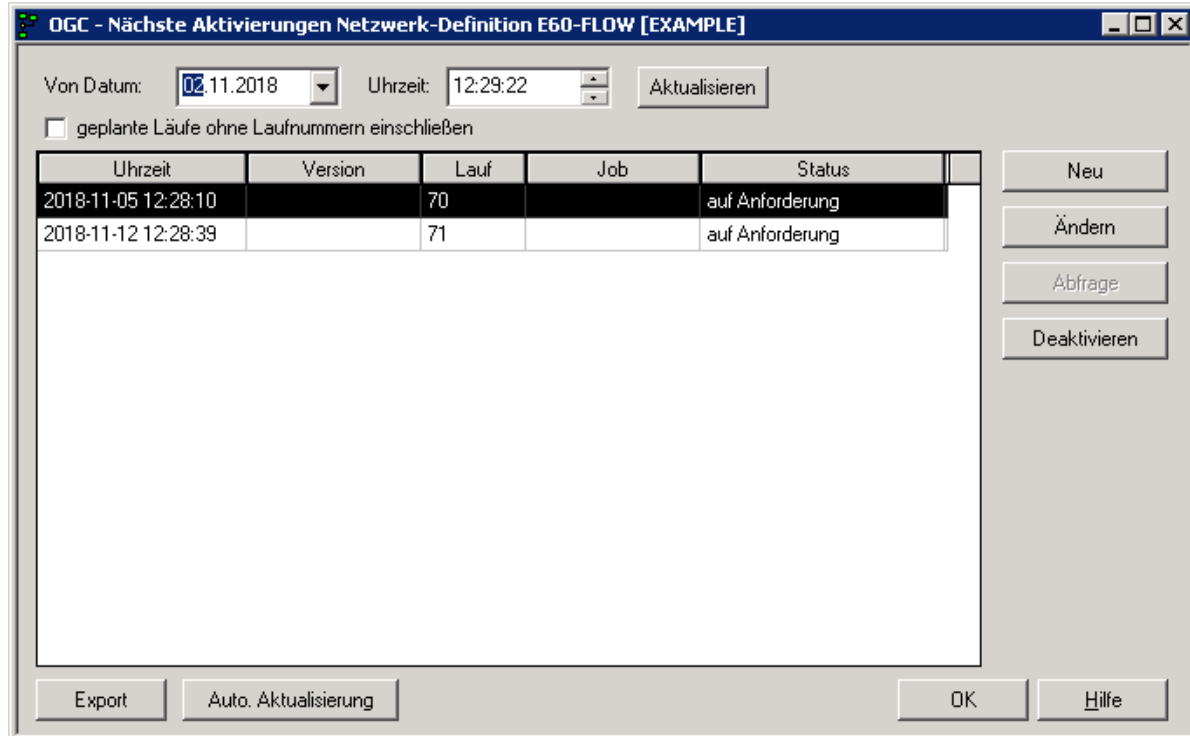 OGC - Nächste Aktivierungen Netzwerk-Definition E60-FLOW [EXAMPLE]
Von Datum: 02.11.2018 Uhrzeit: 12:29:22 Aktualisieren
geplante Läufe ohne Laufnummern einschließen
Uhrzeit Version Lauf Job Status
2018-11-05 12:28:10 70 auf Anforderung
2018-11-12 12:28:39 71 auf Anforderung
Neu
Ändern
Abfrage
Deaktivieren
Export Auto. Aktualisierung OK Hilfe